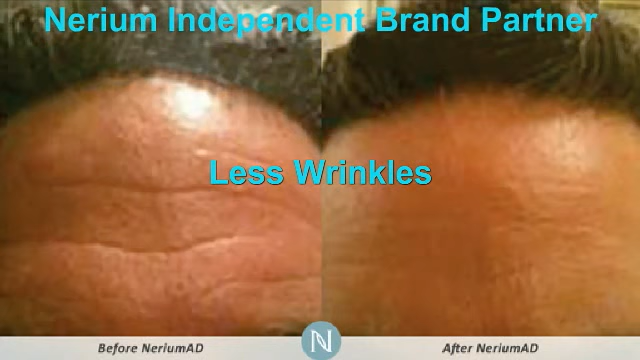 Nerium Independent Brand Partner
Less Wrinkles
Before NeriumAD
N
After NeriumAD